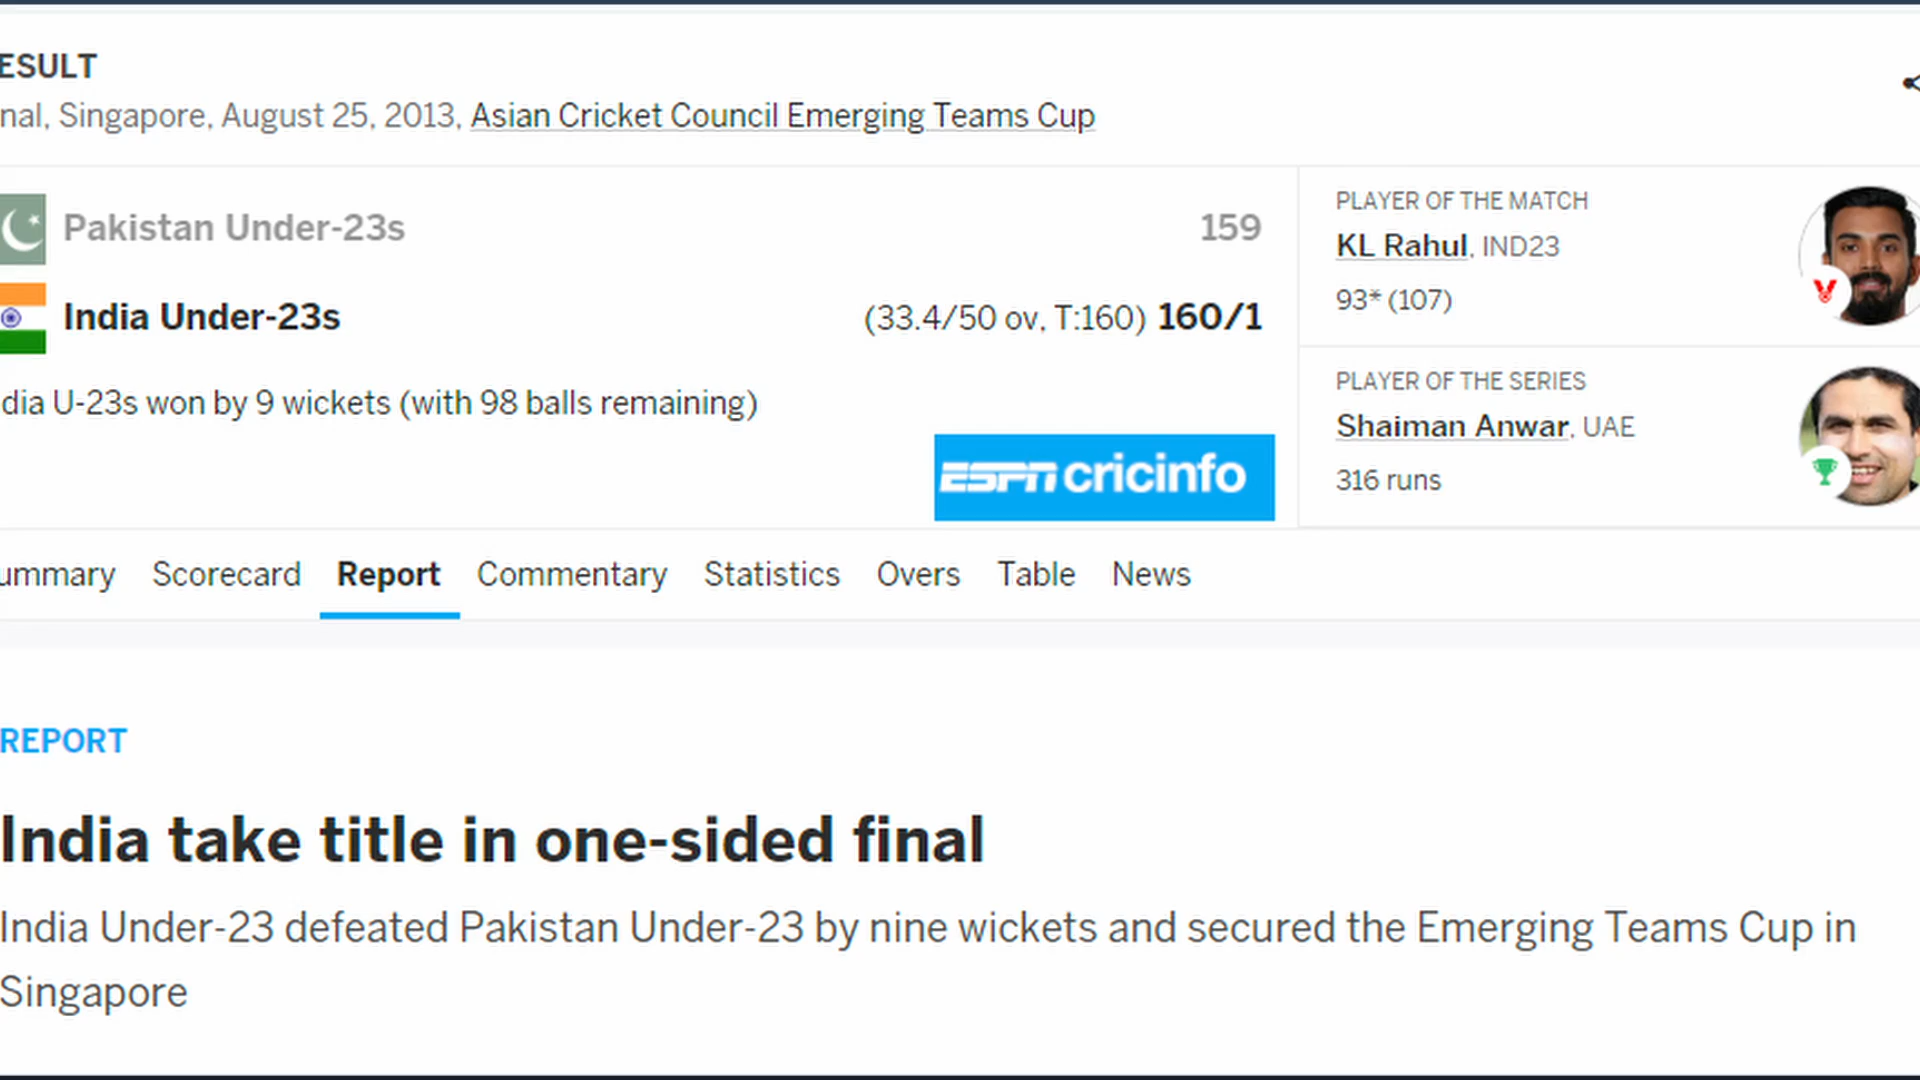 ESULT
nal, Singapore, August 25, 2013, Asian Cricket Council Emerging Teams Cup
Pakistan Under-23s 159
India Under-23s (33.4/50 ov, T:160) 160/1
dia U-23s won by 9 wickets (with 98 balls remaining)
ESPN cricinfo
PLAYER OF THE MATCH
KL Rahul, IND23
93* (107)
PLAYER OF THE SERIES
Shaiman Anwar, UAE
316 runs
ummary Scorecard Report Commentary Statistics Overs Table News
REPORT
India take title in one-sided final
India Under-23 defeated Pakistan Under-23 by nine wickets and secured the Emerging Teams Cup in
Singapore